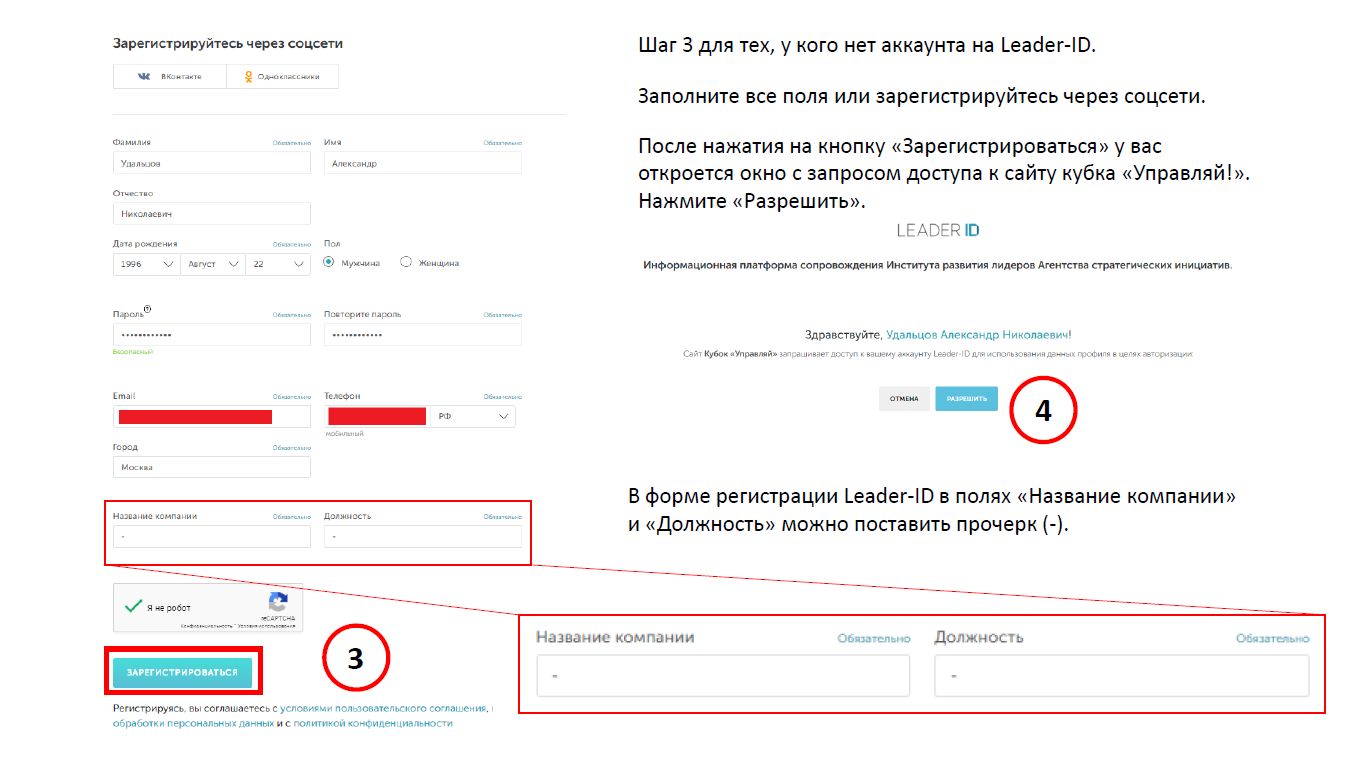 Зарегистрируйтесь через соцсети
ВКонтакте
Одноклассники
Фамилия Обязательно Имя Обязательно
Удальцов Александр
Отчество
Николаевич
Дата рождения Обязательно Пол
1996 Август 22 Мужчина Женщина
Пароль Обязательно Повторите пароль Обязательно
Безопасный
Email Обязательно Телефон Обязательно
РФ
мобильный
Город Обязательно
Москва
Название компании Обязательно Должность Обязательно
- -
Я не робот
reCAPTCHA
Конфиденциальность - Условия использования
ЗАРЕГИСТРИРОВАТЬСЯ
3
Регистрируясь, вы соглашаетесь с условиями пользовательского соглашения,
обработки персональных данных и с политикой конфиденциальности
Шаг 3 для тех, у кого нет аккаунта на Leader-ID.
Заполните все поля или зарегистрируйтесь через соцсети.
После нажатия на кнопку «Зарегистрироваться» у вас
откроется окно с запросом доступа к сайту кубка «Управляй!».
Нажмите «Разрешить».
LEADER ID
Информационная платформа сопровождения Института развития лидеров Агентства стратегических инициатив.
Здравствуйте, Удальцов Александр Николаевич!
Сайт Кубок «Управляй» запрашивает доступ к вашему аккаунту Leader-ID для использования данных профиля в целях авторизации:
ОТМЕНА РАЗРЕШИТЬ
4
В форме регистрации Leader-ID в полях «Название компании»
и «Должность» можно поставить прочерк (-).
Название компании Обязательно Должность Обязательно
- -